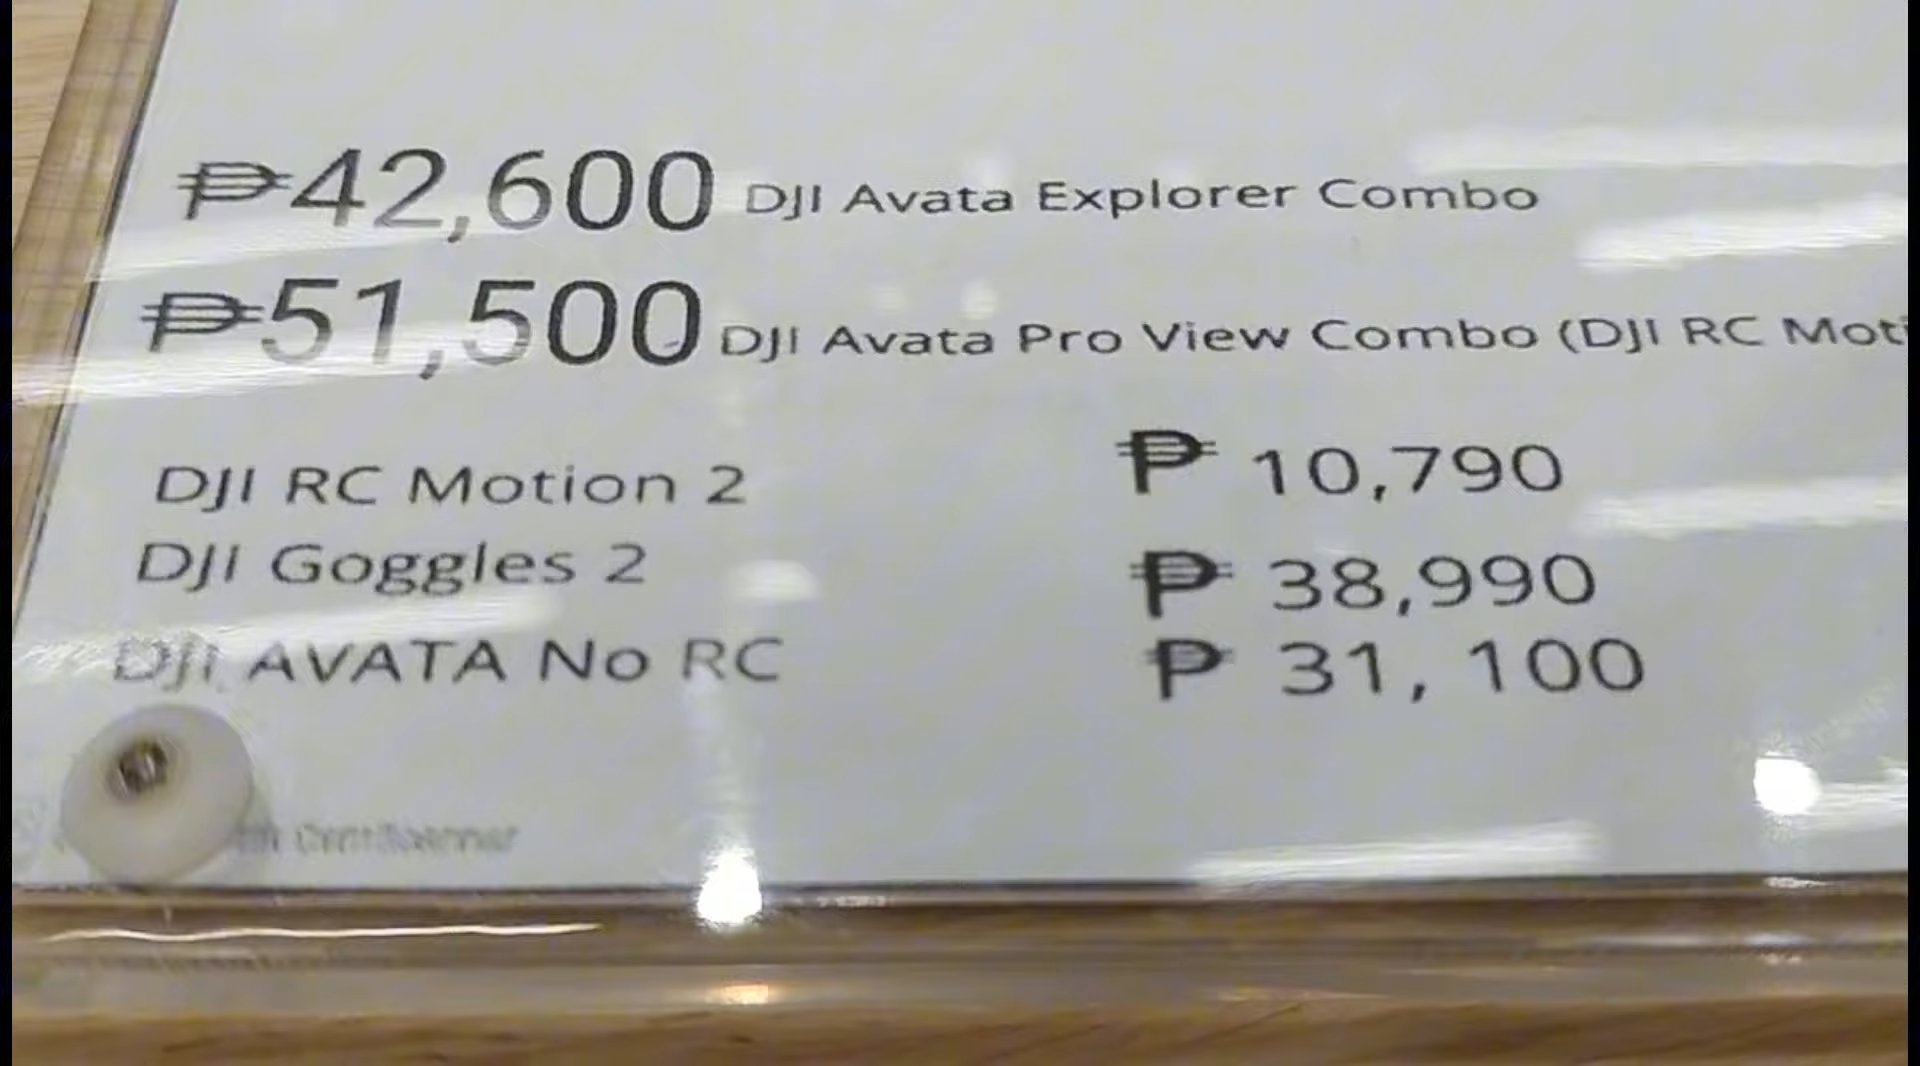 ₱42,600 DJI Avata Explorer Combo
₱51,500 DJI Avata Pro View Combo (DJI RC Moti
DJI RC Motion 2 ₱ 10,790
DJI Goggles 2 ₱ 38,990
DJI AVATA No RC ₱ 31, 100